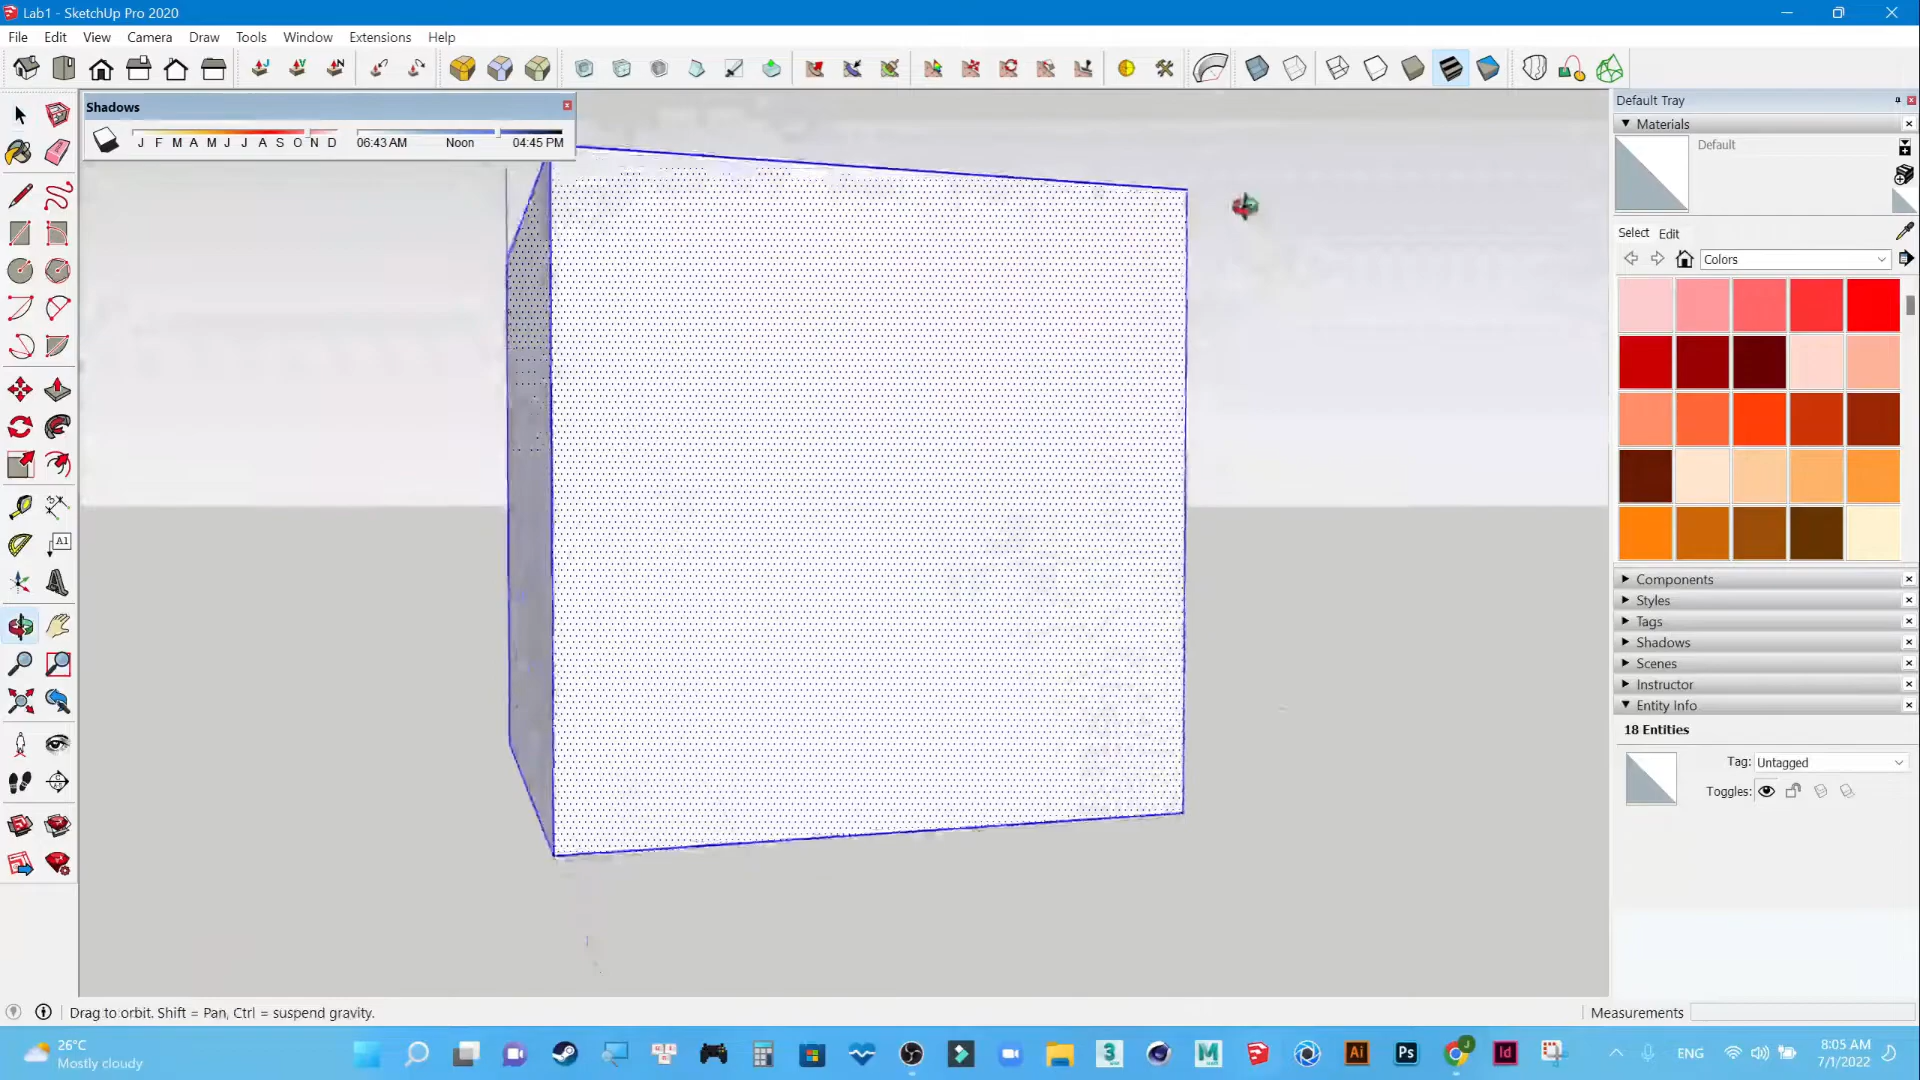 Lab1 - SketchUp Pro 2020
File Edit View Camera Draw Tools Window Extensions Help
Shadows
J F M A M J J A S O N D 06:43 AM Noon 04:45 PM
Default Tray
Materials
Default
Select Edit
Colors
Components
Styles
Tags
Shadows
Scenes
Instructor
Entity Info
18 Entities
Tag: Untagged
Toggles:
Drag to orbit. Shift = Pan, Ctrl = suspend gravity.
Measurements
26°C
Mostly cloudy
ENG
8:05 AM
7/1/2022